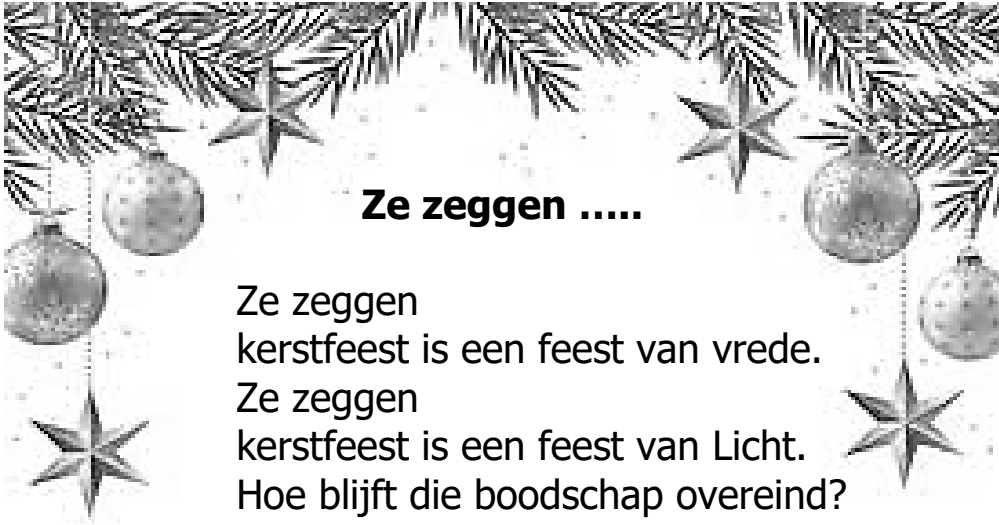 Ze zeggen .....
Ze zeggen
kerstfeest is een feest van vrede.
Ze zeggen
kerstfeest is een feest van Licht.
Hoe blijft die boodschap overeind?